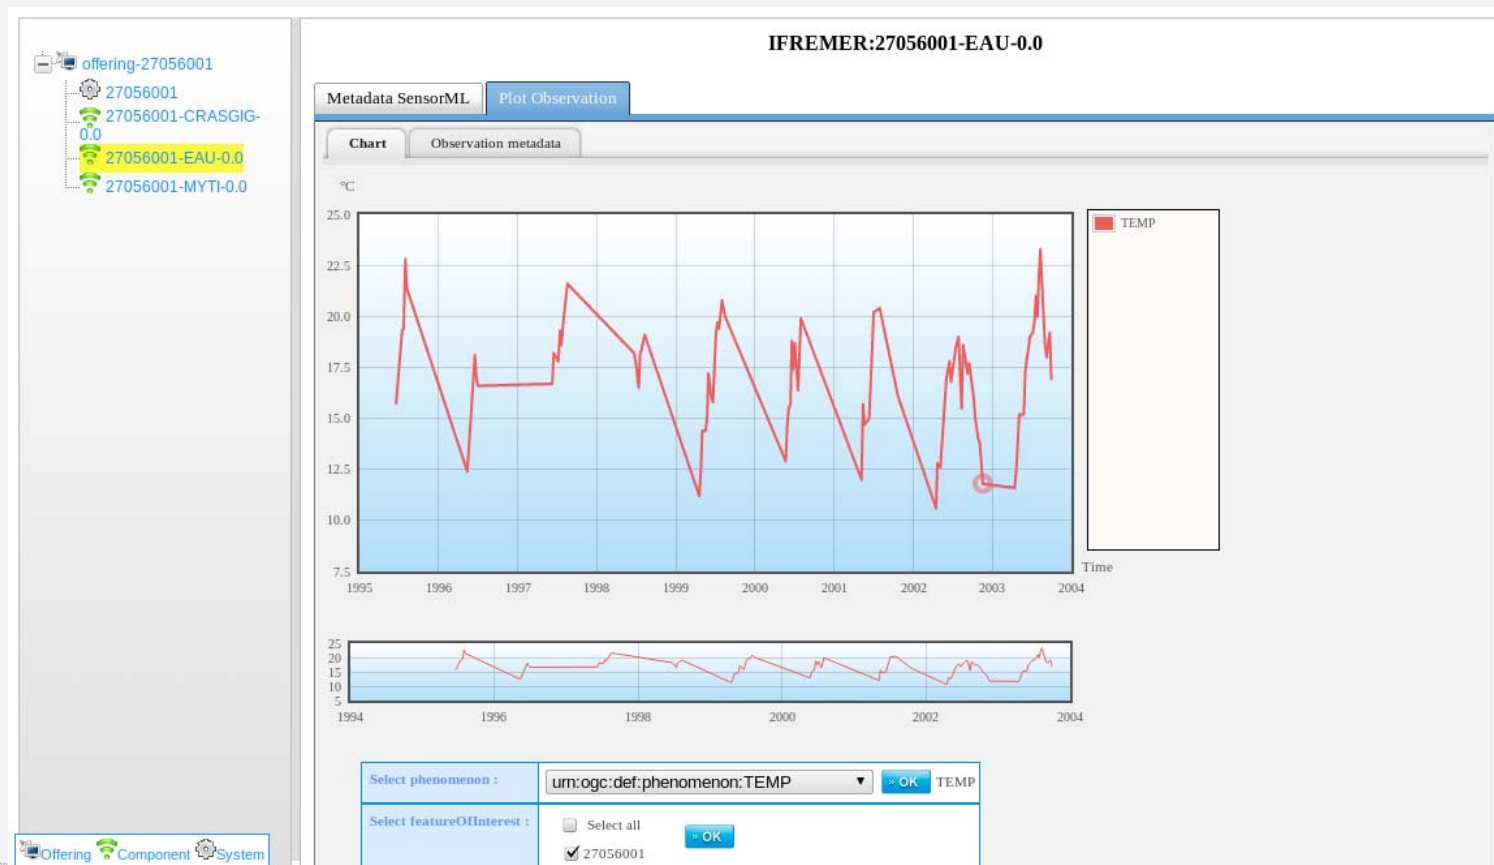 IFREMER:27056001-EAU-0.0
offering-27056001
27056001
27056001-CRASGIG-
0.0
27056001-EAU-0.0
27056001-MYTI-0.0
Metadata SensorML
Plot Observation
Chart
Observation metadata
°C
25.0
22.5
20.0
17.5
15.0
12.5
10.0
7.5
1995 1996 1997 1998 1999 2000 2001 2002 2003 2004
Time
TEMP
25
20
15
10
5
1994 1996 1998 2000 2002 2004
Select phenomenon :
urn:ogc:def:phenomenon:TEMP
» OK
TEMP
Select featureOfInterest :
Select all
» OK
27056001
Offering Component System